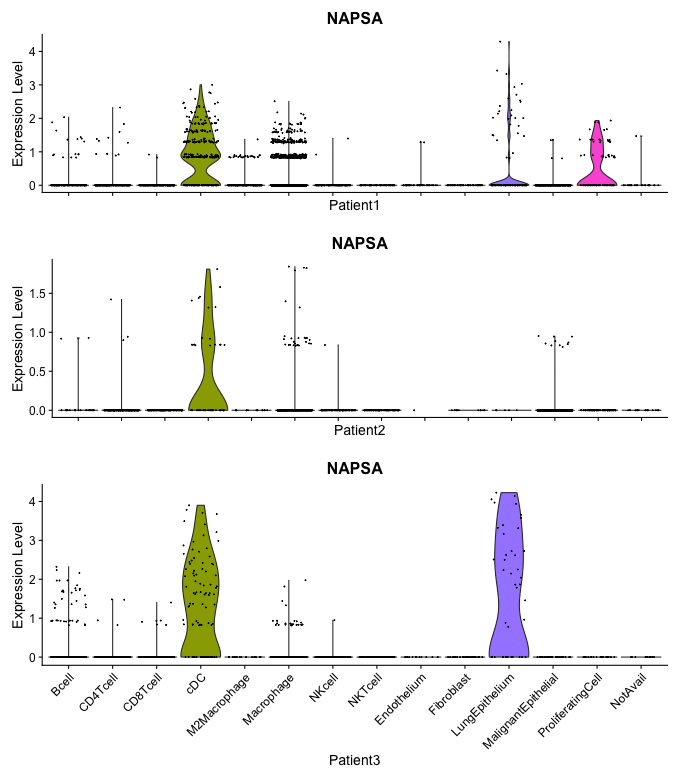 NAPSA
Expression Level
4
3
2
1
0
Patient1
NAPSA
Expression Level
1.5
1.0
0.5
0.0
Patient2
NAPSA
Expression Level
4
3
2
1
0
Bcell
CD4Tcell
CD8Tcell
cDC
M2Macrophage
Macrophage
NKcell
NKTcell
Endothelium
Fibroblast
LungEpithelium
MalignantEpithelial
ProliferatingCell
NotAvail
Patient3